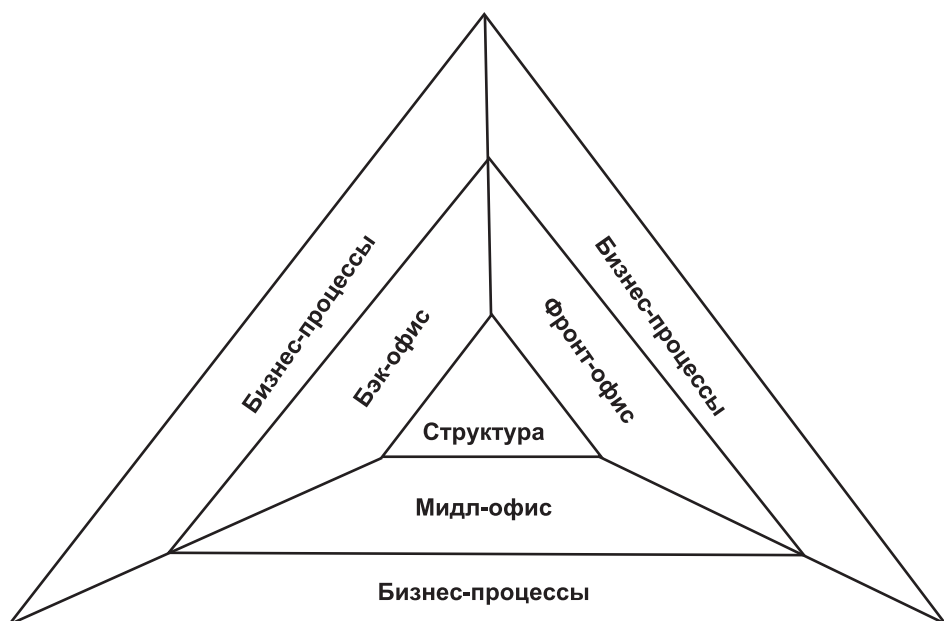 Бизнес-процессы
Бизнес-процессы
Бэк-офис
Фронт-офис
Структура
Мидл-офис
Бизнес-процессы